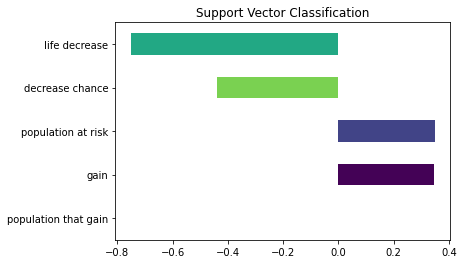 Support Vector Classification
life decrease
decrease chance
population at risk
gain
population that gain
−0.8 −0.6 −0.4 −0.2 0.0 0.2 0.4